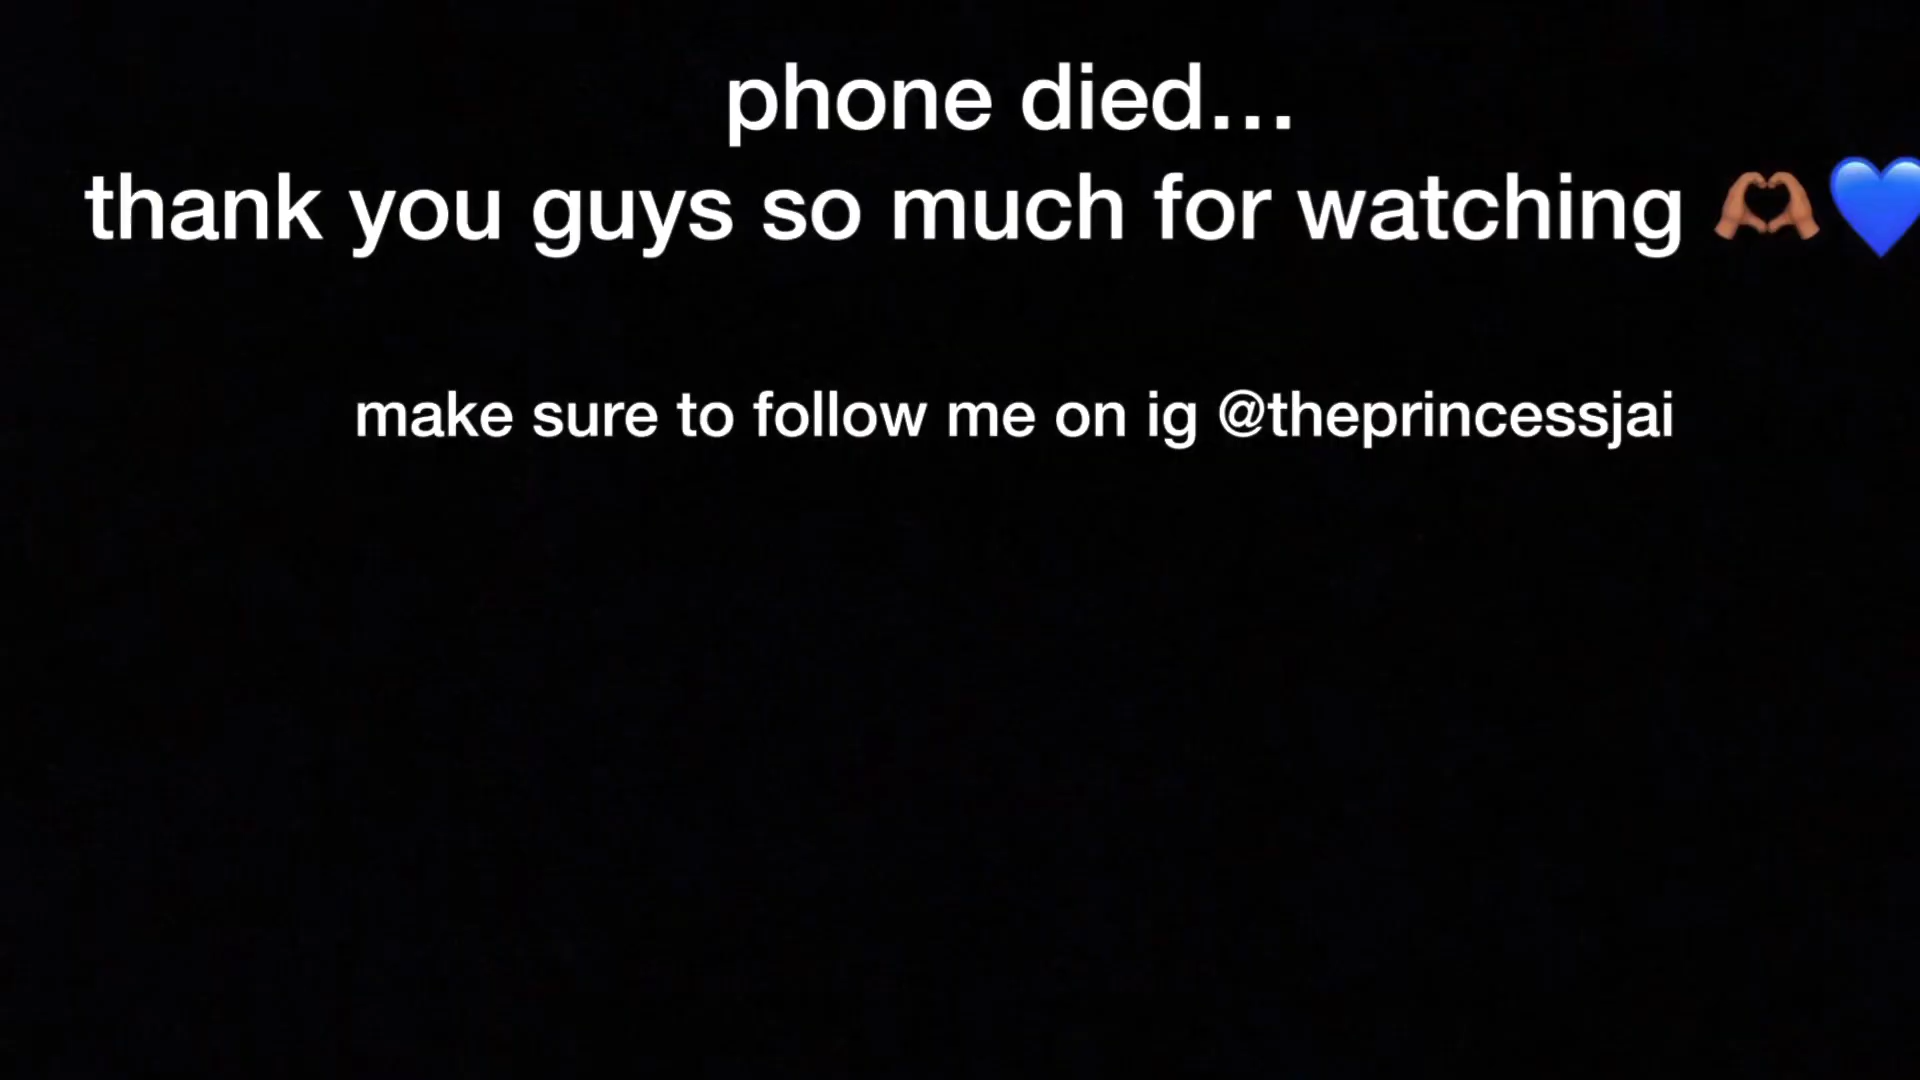 phone died...
thank you guys so much for watching 🫶🏽💙
make sure to follow me on ig @theprincessjai